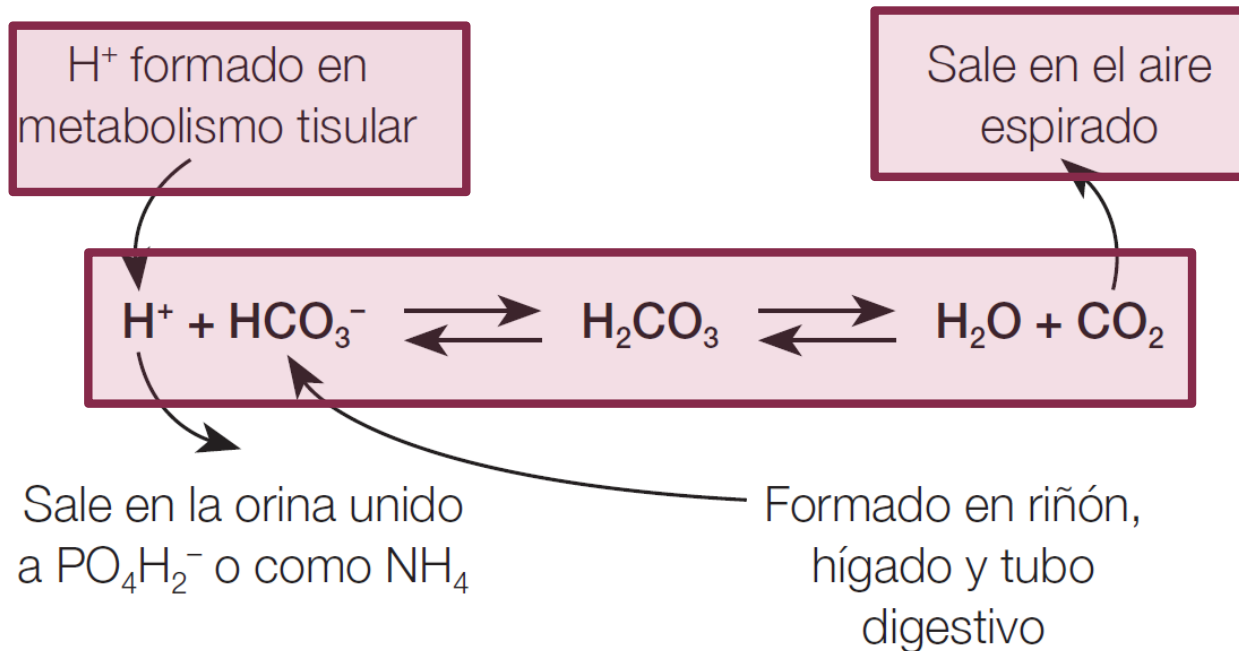 H⁺ formado en
metabolismo tisular
Sale en el aire
espirado
H⁺ + HCO₃⁻ ⇌ H₂CO₃ ⇌ H₂O + CO₂
Sale en la orina unido
a PO₄H₂⁻ o como NH₄
Formado en riñón,
hígado y tubo
digestivo